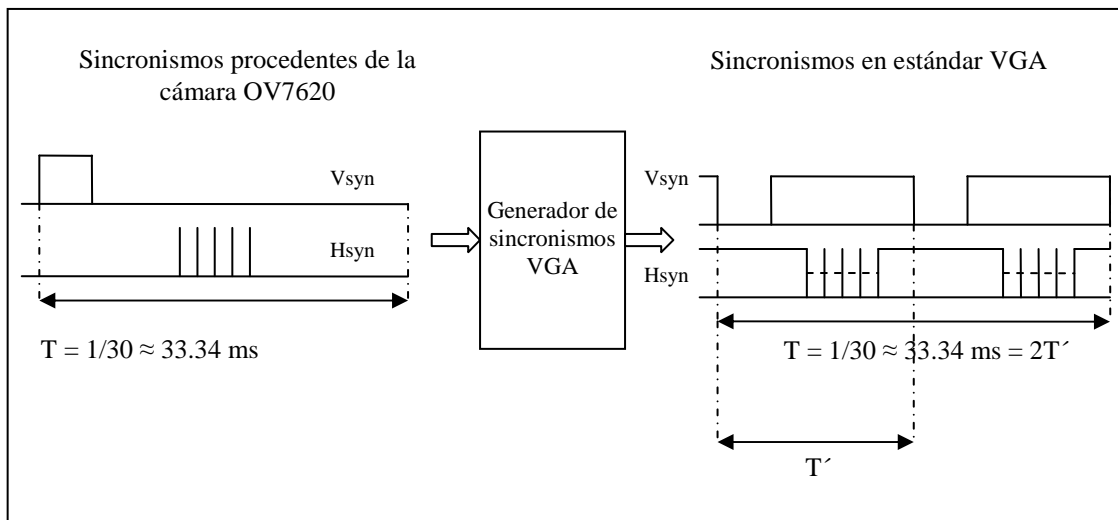 Sincronismos procedentes de la
cámara OV7620
Sincronismos en estándar VGA
Vsyn
Hsyn
T = 1/30 ≈ 33.34 ms
Generador de
sincronismos
VGA
Vsyn
Hsyn
T = 1/30 ≈ 33.34 ms = 2T´
T´